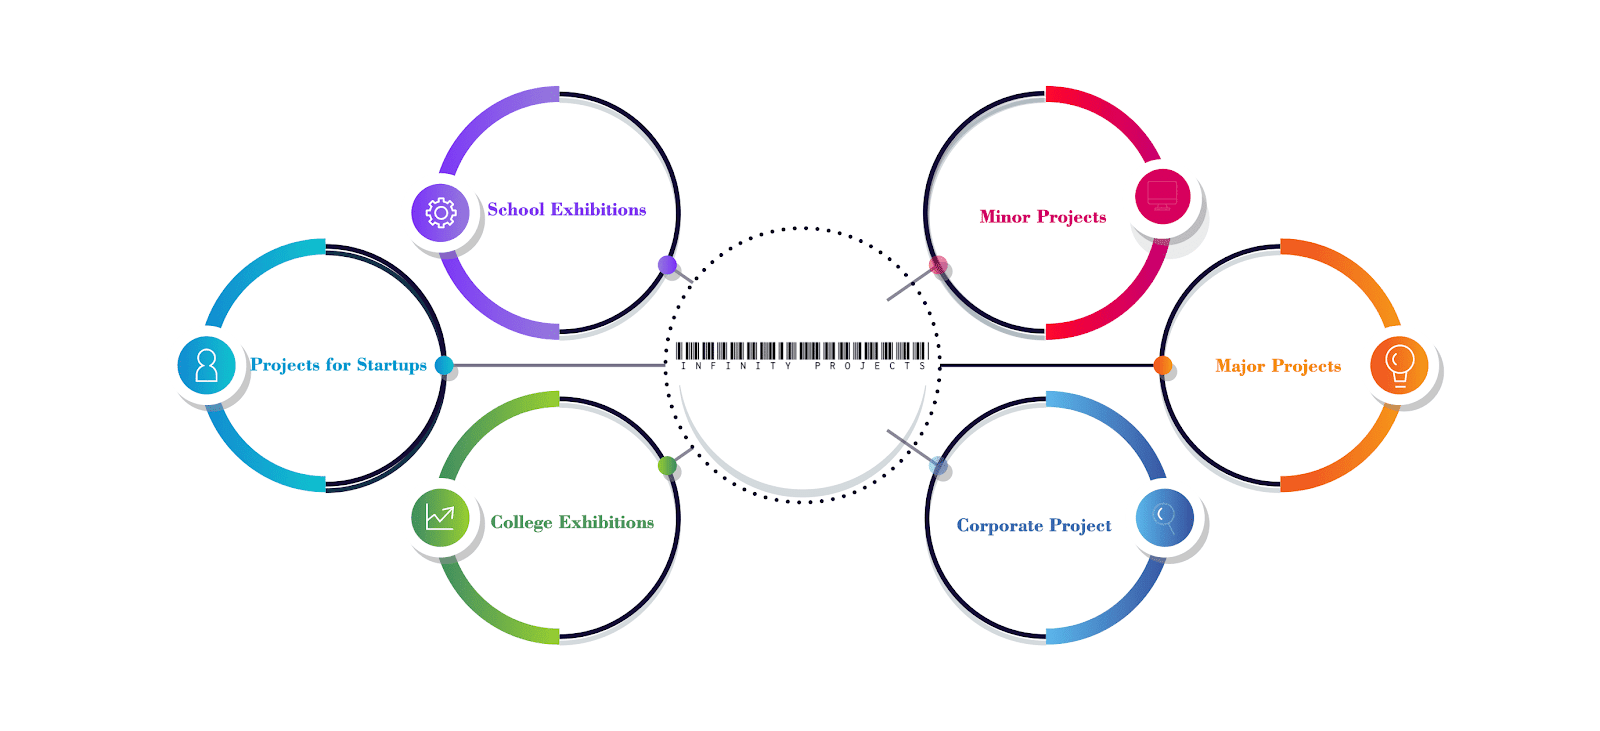 School Exhibitions
Minor Projects
Projects for Startups
INFINITY PROJECTS
Major Projects
College Exhibitions
Corporate Project